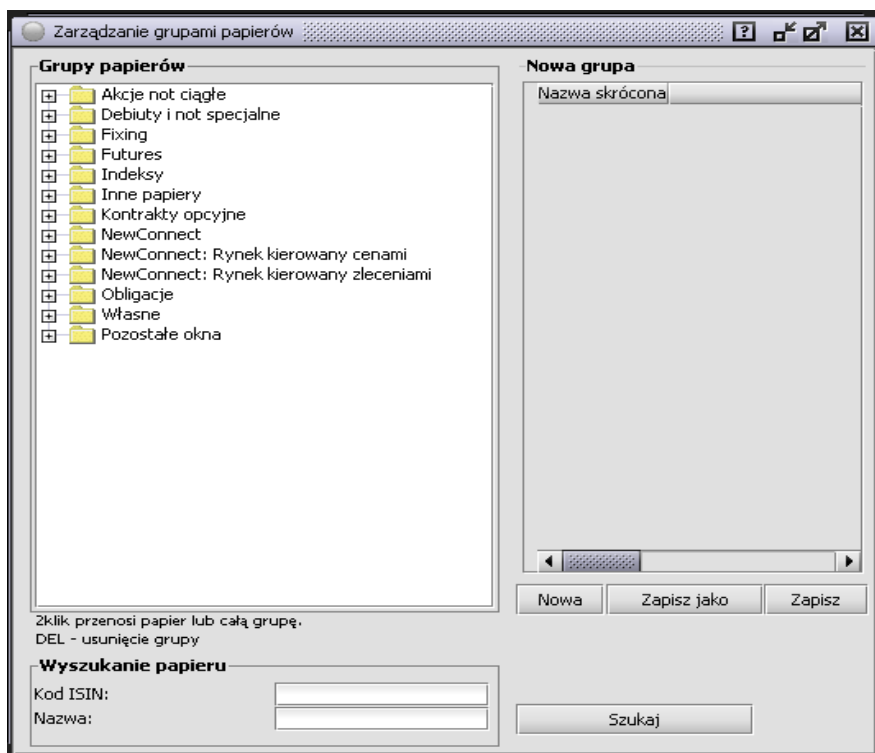 Zarządzanie grupami papierów
Grupy papierów
Akcje not ciągłe
Debiuty i not specjalne
Fixing
Futures
Indeksy
Inne papiery
Kontrakty opcyjne
NewConnect
NewConnect: Rynek kierowany cenami
NewConnect: Rynek kierowany zleceniami
Obligacje
Własne
Pozostałe okna
2klik przenosi papier lub całą grupę.
DEL - usunięcie grupy
Nowa grupa
Nazwa skrócona
Nowa Zapisz jako Zapisz
Wyszukanie papieru
Kod ISIN:
Nazwa:
Szukaj